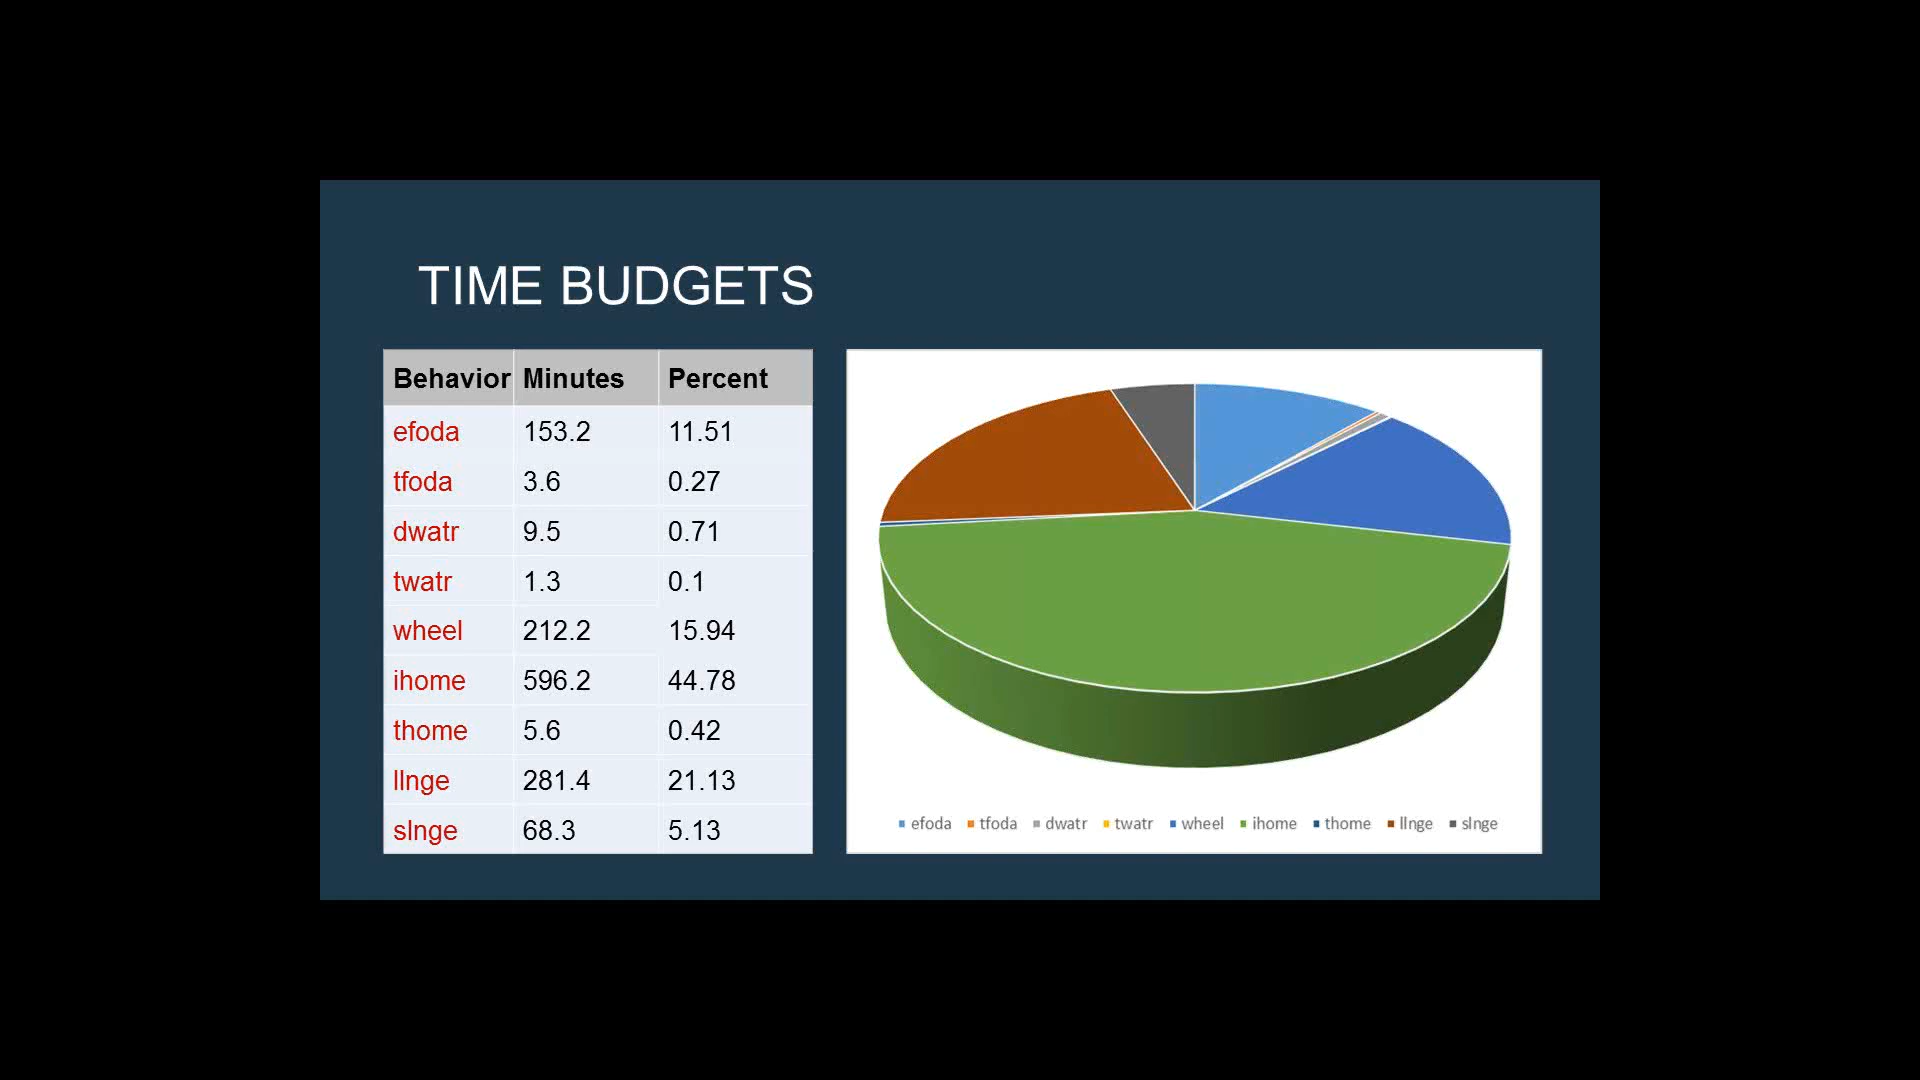 TIME BUDGETS
Behavior Minutes Percent
efoda 153.2 11.51
tfoda 3.6 0.27
dwatr 9.5 0.71
twatr 1.3 0.1
wheel 212.2 15.94
ihome 596.2 44.78
thome 5.6 0.42
llnge 281.4 21.13
slnge 68.3 5.13
efoda tfoda dwatr twatr wheel ihome thome llnge slnge